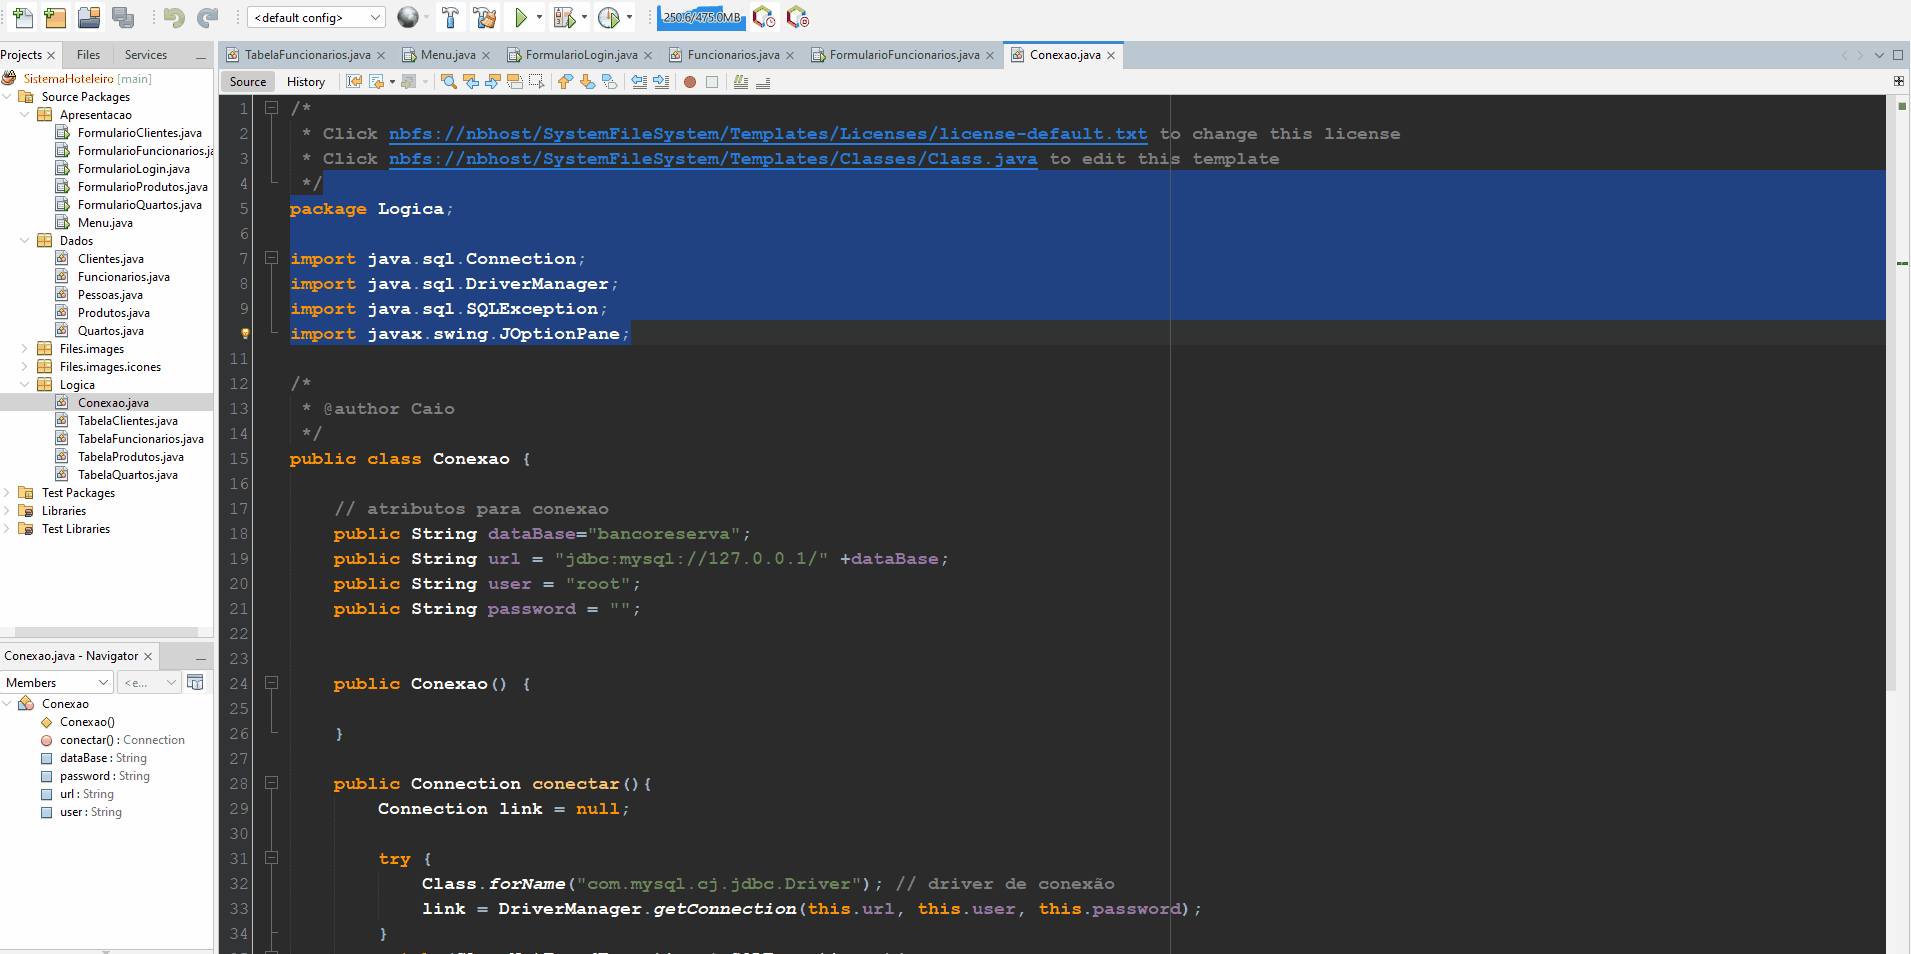 <default config>
250.6/475.0MB
Projects
Files
Services
TabelaFuncionarios.java
Menu.java
FormularioLogin.java
Funcionarios.java
FormularioFuncionarios.java
Conexao.java
SistemaHoteleiro [main]
Source Packages
Apresentacao
FormularioClientes.java
FormularioFuncionarios.ja
FormularioLogin.java
FormularioProdutos.java
FormularioQuartos.java
Menu.java
Dados
Clientes.java
Funcionarios.java
Pessoas.java
Produtos.java
Quartos.java
Files.images
Files.images.icones
Logica
Conexao.java
TabelaClientes.java
TabelaFuncionarios.java
TabelaProdutos.java
TabelaQuartos.java
Test Packages
Libraries
Test Libraries
Conexao.java - Navigator
Members
<e...
Conexao
Conexao()
conectar() : Connection
dataBase : String
password : String
url : String
user : String
Source
History
1 /*
2 * Click nbfs://nbhost/SystemFileSystem/Templates/Licenses/license-default.txt to change this license
3 * Click nbfs://nbhost/SystemFileSystem/Templates/Classes/Class.java to edit this template
4 */
5 package Logica;
6
7 import java.sql.Connection;
8 import java.sql.DriverManager;
9 import java.sql.SQLException;
import javax.swing.JOptionPane;
11
12 /*
13 * @author Caio
14 */
15 public class Conexao {
16
17 // atributos para conexao
18 public String dataBase="bancoreserva";
19 public String url = "jdbc:mysql://127.0.0.1/" +dataBase;
20 public String user = "root";
21 public String password = "";
22
23
24 public Conexao() {
25
26 }
27
28 public Connection conectar(){
29 Connection link = null;
30
31 try {
32 Class.forName("com.mysql.cj.jdbc.Driver"); // driver de conexão
33 link = DriverManager.getConnection(this.url, this.user, this.password);
34 }